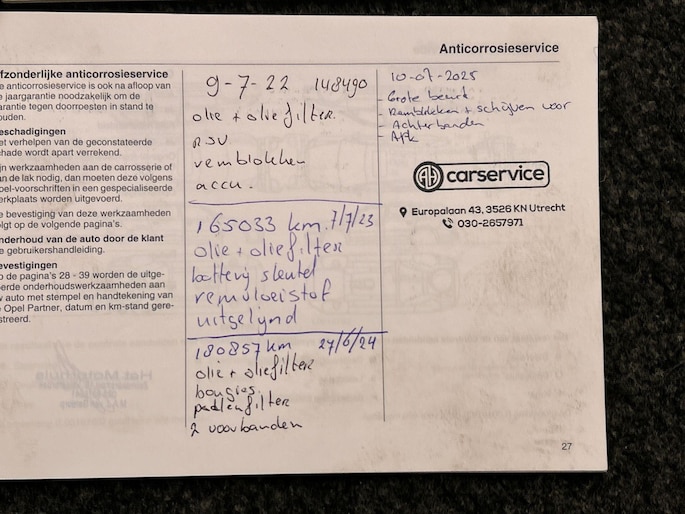 Anticorrosieservice
fzonderlijke anticorrosieservice
e anticorrosieservice is ook na afloop van
e jaargarantie noodzakelijk om de
arantie tegen doorroesten in stand te
ouden.
eschadigingen
et verhelpen van de geconstateerde
hade wordt apart verrekend.
jn werkzaamheden aan de carrosserie of
an de lak nodig, dan moeten deze volgens
pel-voorschriften in een gespecialiseerde
erkplaats worden uitgevoerd.
e bevestiging van deze werkzaamheden
olgt op de volgende pagina's.
nderhoud van de auto door de klant
e gebruikershandleiding.
evestigingen
o de pagina's 28 - 39 worden de uitge-
oerde onderhoudswerkzaamheden aan
w auto met stempel en handtekening van
e Opel Partner, datum en km-stand gere-
streerd.
9-7-22 148490
olie + oliefilter
remblokken
accu.
165033 km. 7/7/23
olie + oliefilter
battery sleutel
remvloeistof
uitgelijnd
180857 km 27/6/24
olie + oliefilter
bougies.
pollenfilter
2 voorbanden
10-07-2025
- Grote beurt
- Remblokken + schijven voor
- Achterbanden
- APK
carservice
Europalaan 43, 3526 KN Utrecht
030-2657971
27